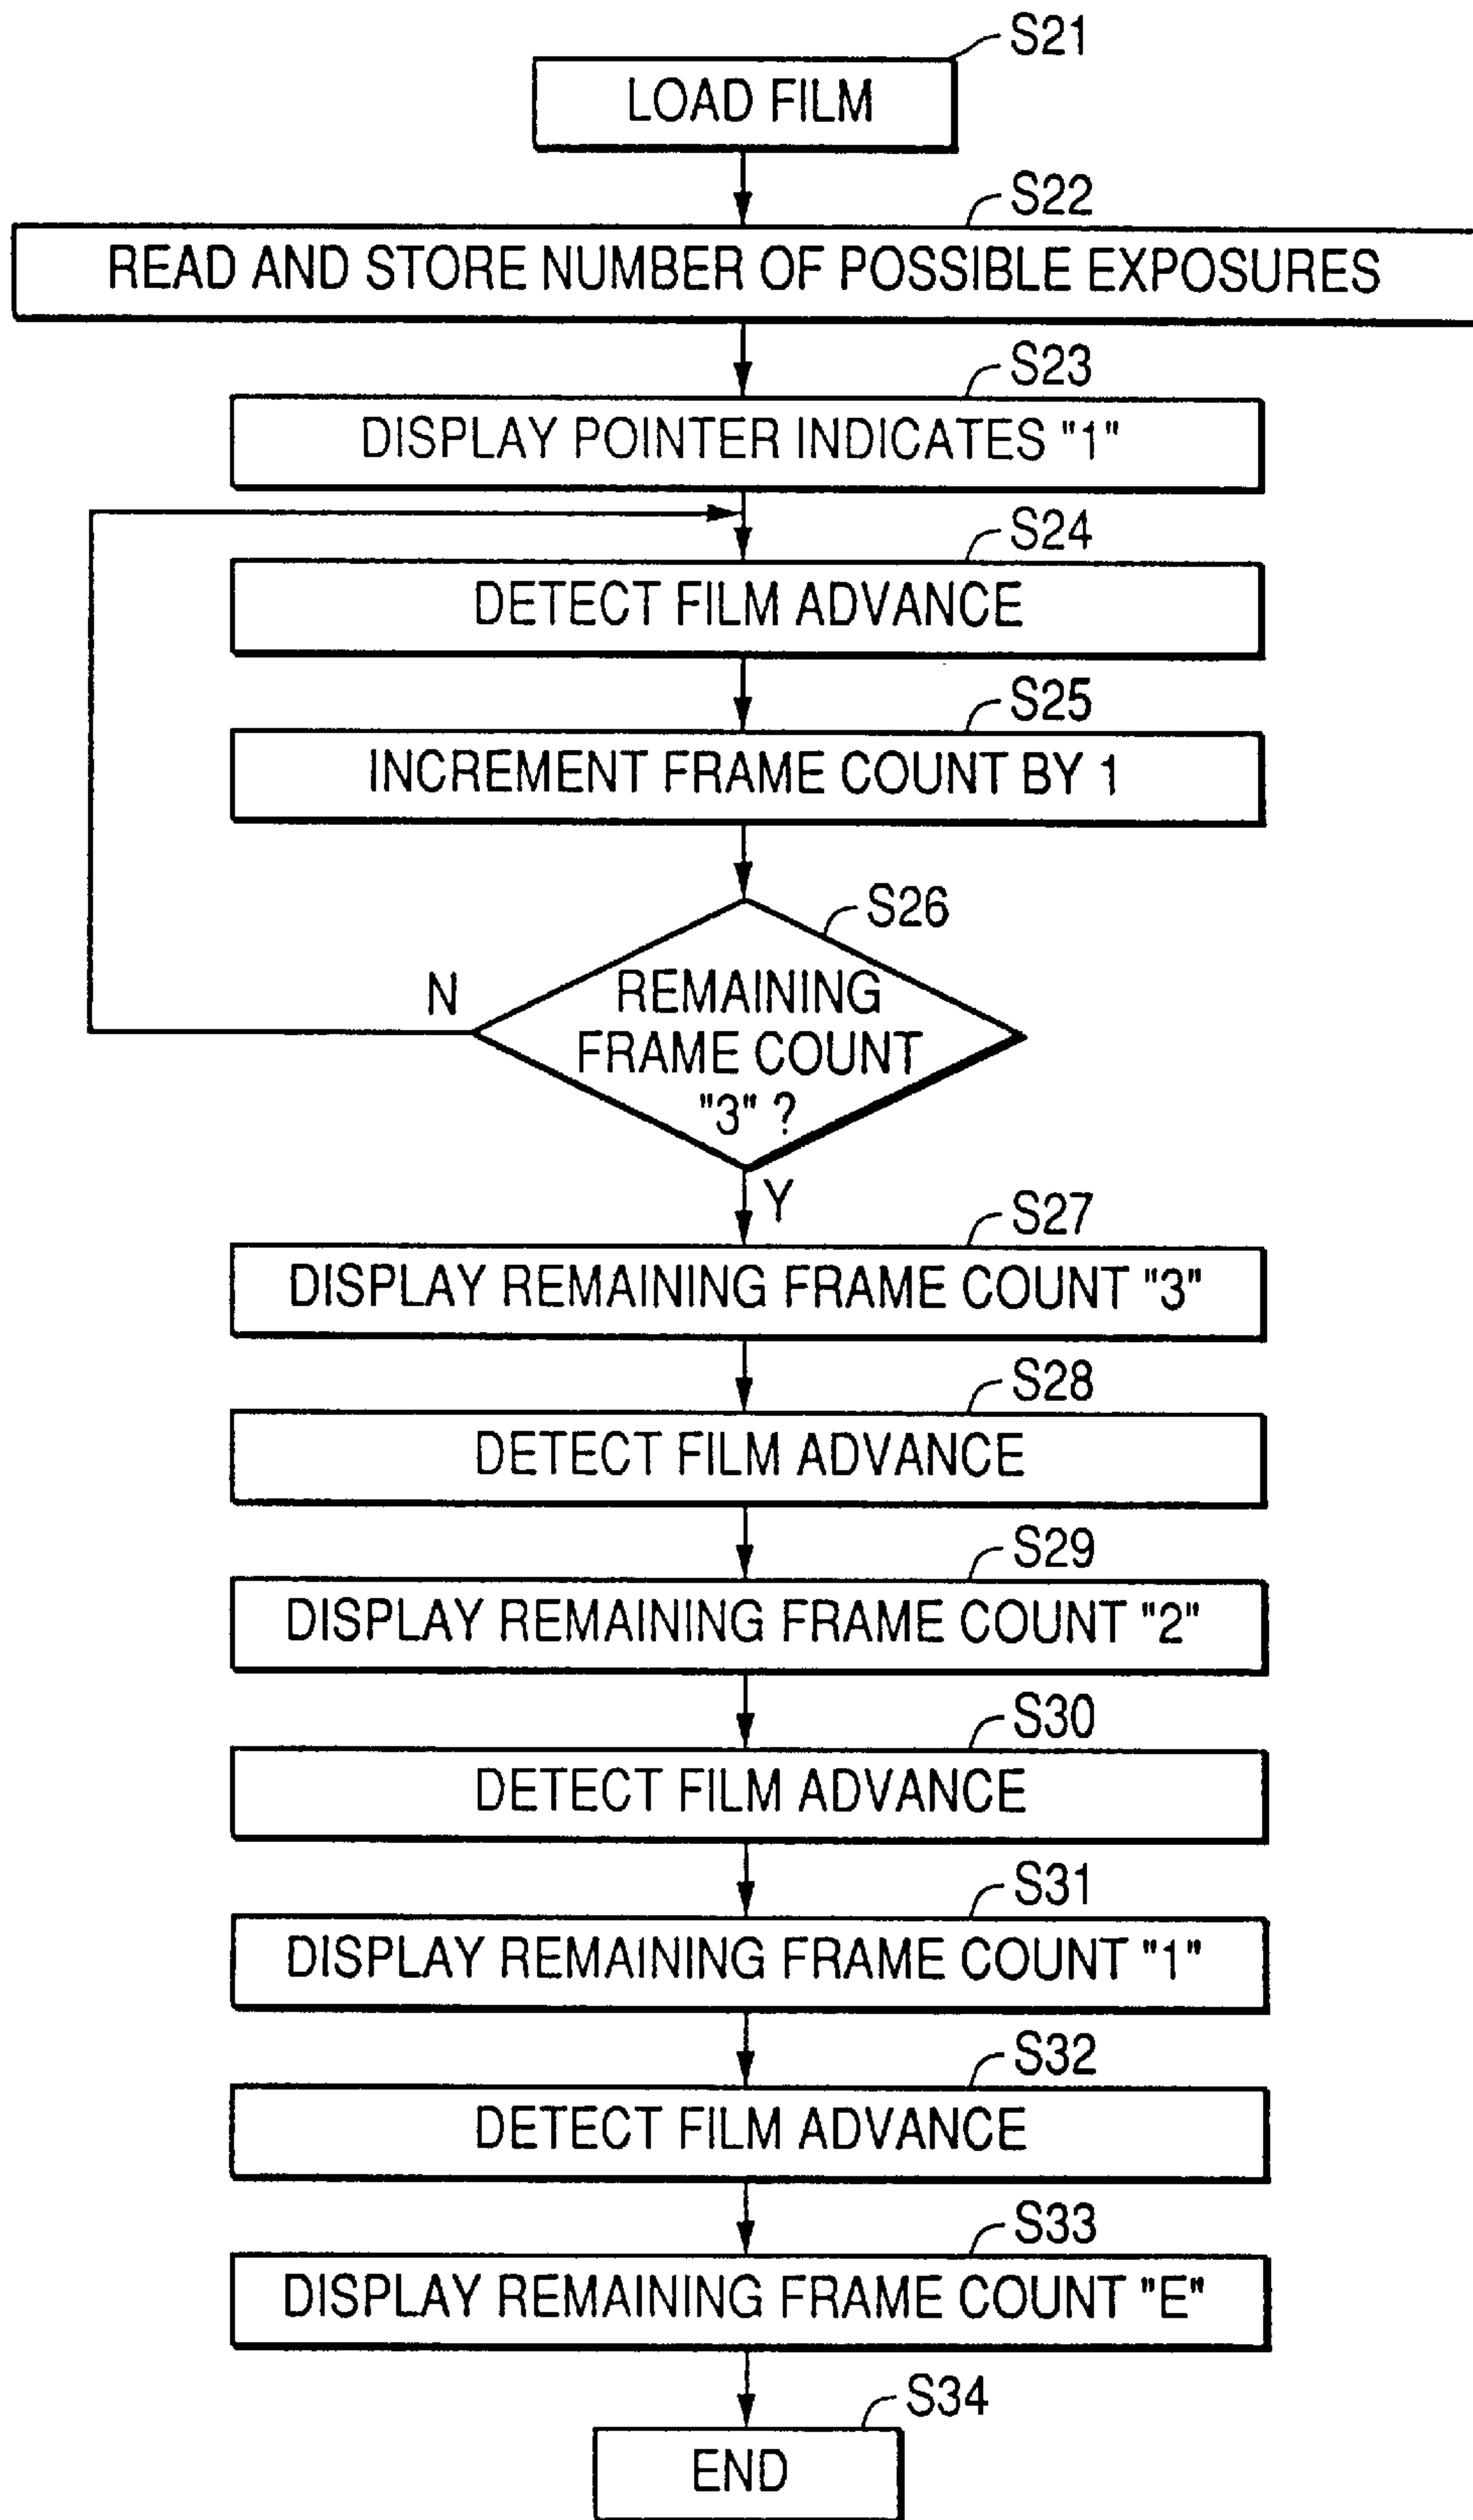 S21
LOAD FILM
S22
READ AND STORE NUMBER OF POSSIBLE EXPOSURES
S23
DISPLAY POINTER INDICATES "1"
S24
DETECT FILM ADVANCE
S25
INCREMENT FRAME COUNT BY 1
S26
REMAINING
FRAME COUNT
"3" ?
N
Y
S27
DISPLAY REMAINING FRAME COUNT "3"
S28
DETECT FILM ADVANCE
S29
DISPLAY REMAINING FRAME COUNT "2"
S30
DETECT FILM ADVANCE
S31
DISPLAY REMAINING FRAME COUNT "1"
S32
DETECT FILM ADVANCE
S33
DISPLAY REMAINING FRAME COUNT "E"
S34
END